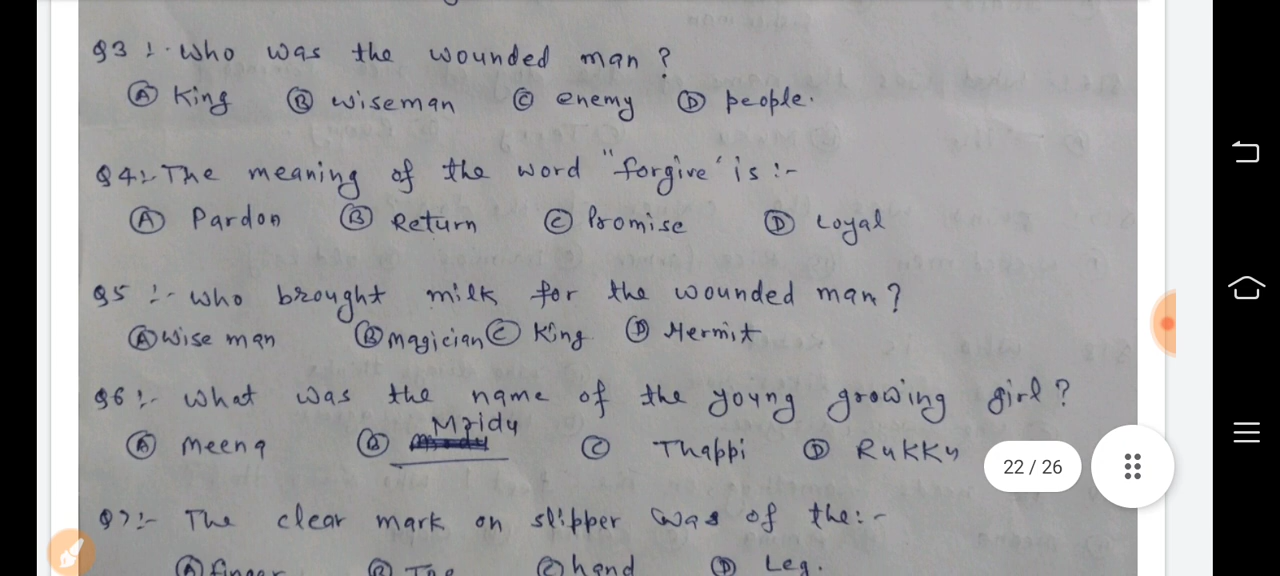 Q3 :- Who was the wounded man ?
(A) King (B) wiseman (C) enemy (D) people.
Q4:- The meaning of the word "forgive' is :-
(A) Pardon (B) Return (C) Promise (D) Loyal
Q5 :- Who brought milk for the wounded man ?
(A) Wise man (B) magician (C) King (D) Hermit
Q6 :- What was the name of the young growing girl ?
(A) Meena (B) Mridu (C) Thappi (D) Rukku
22 / 26
Q7:- The clear mark on slipper was of the:-
(A) finger (B) Toe (C) hand (D) Leg.